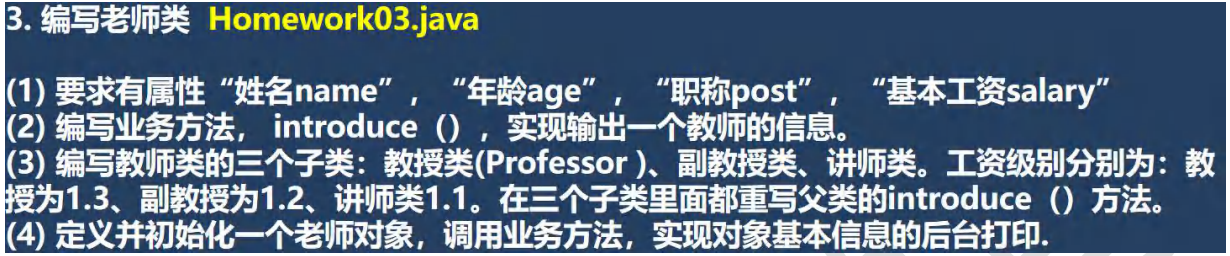 3. 编写老师类 Homework03.java
(1) 要求有属性“姓名name”，“年龄age”，“职称post”，“基本工资salary”
(2) 编写业务方法， introduce（），实现输出一个教师的信息。
(3) 编写教师类的三个子类：教授类(Professor )、副教授类、讲师类。工资级别分别为：教
授为1.3、副教授为1.2、讲师类1.1。在三个子类里面都重写父类的introduce（）方法。
(4) 定义并初始化一个老师对象，调用业务方法，实现对象基本信息的后台打印.